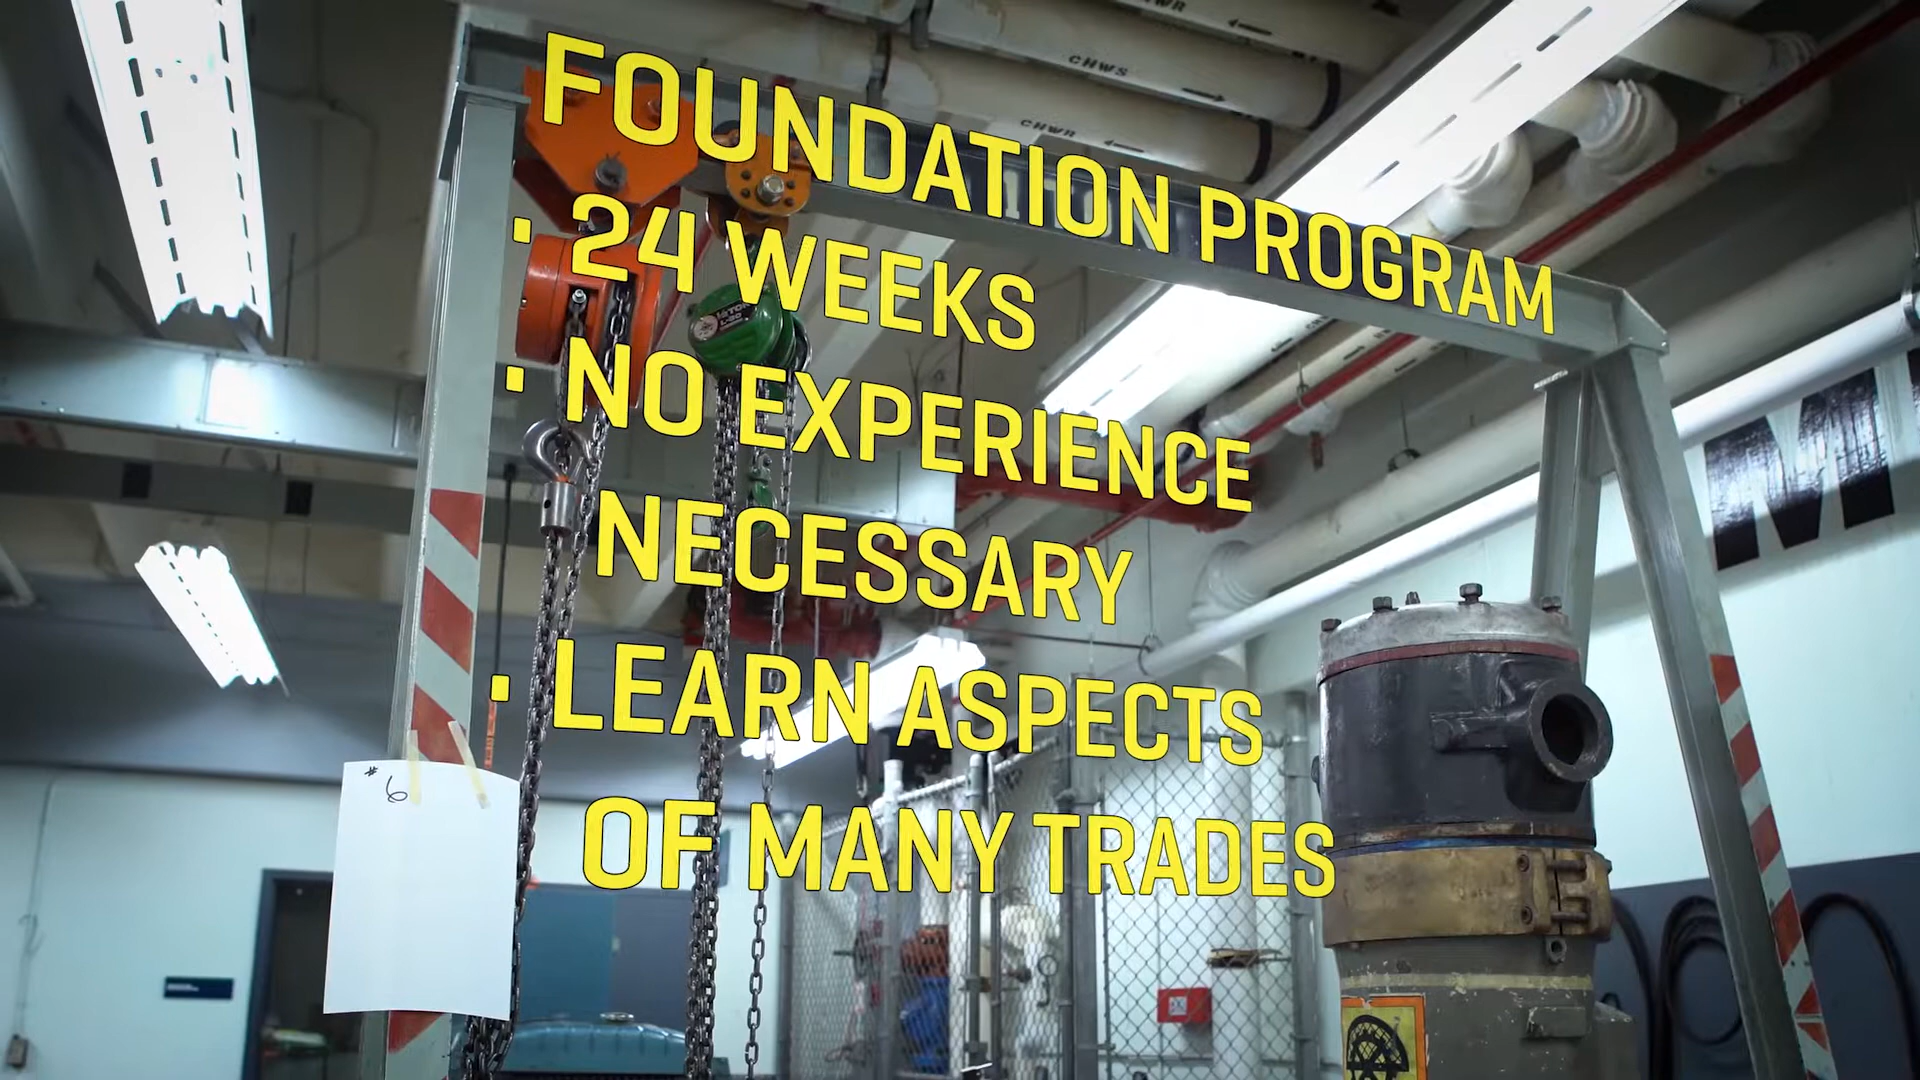 CHWS
CHWR
FOUNDATION PROGRAM
· 24 WEEKS
· NO EXPERIENCE
NECESSARY
· LEARN ASPECTS
OF MANY TRADES
# 6
M